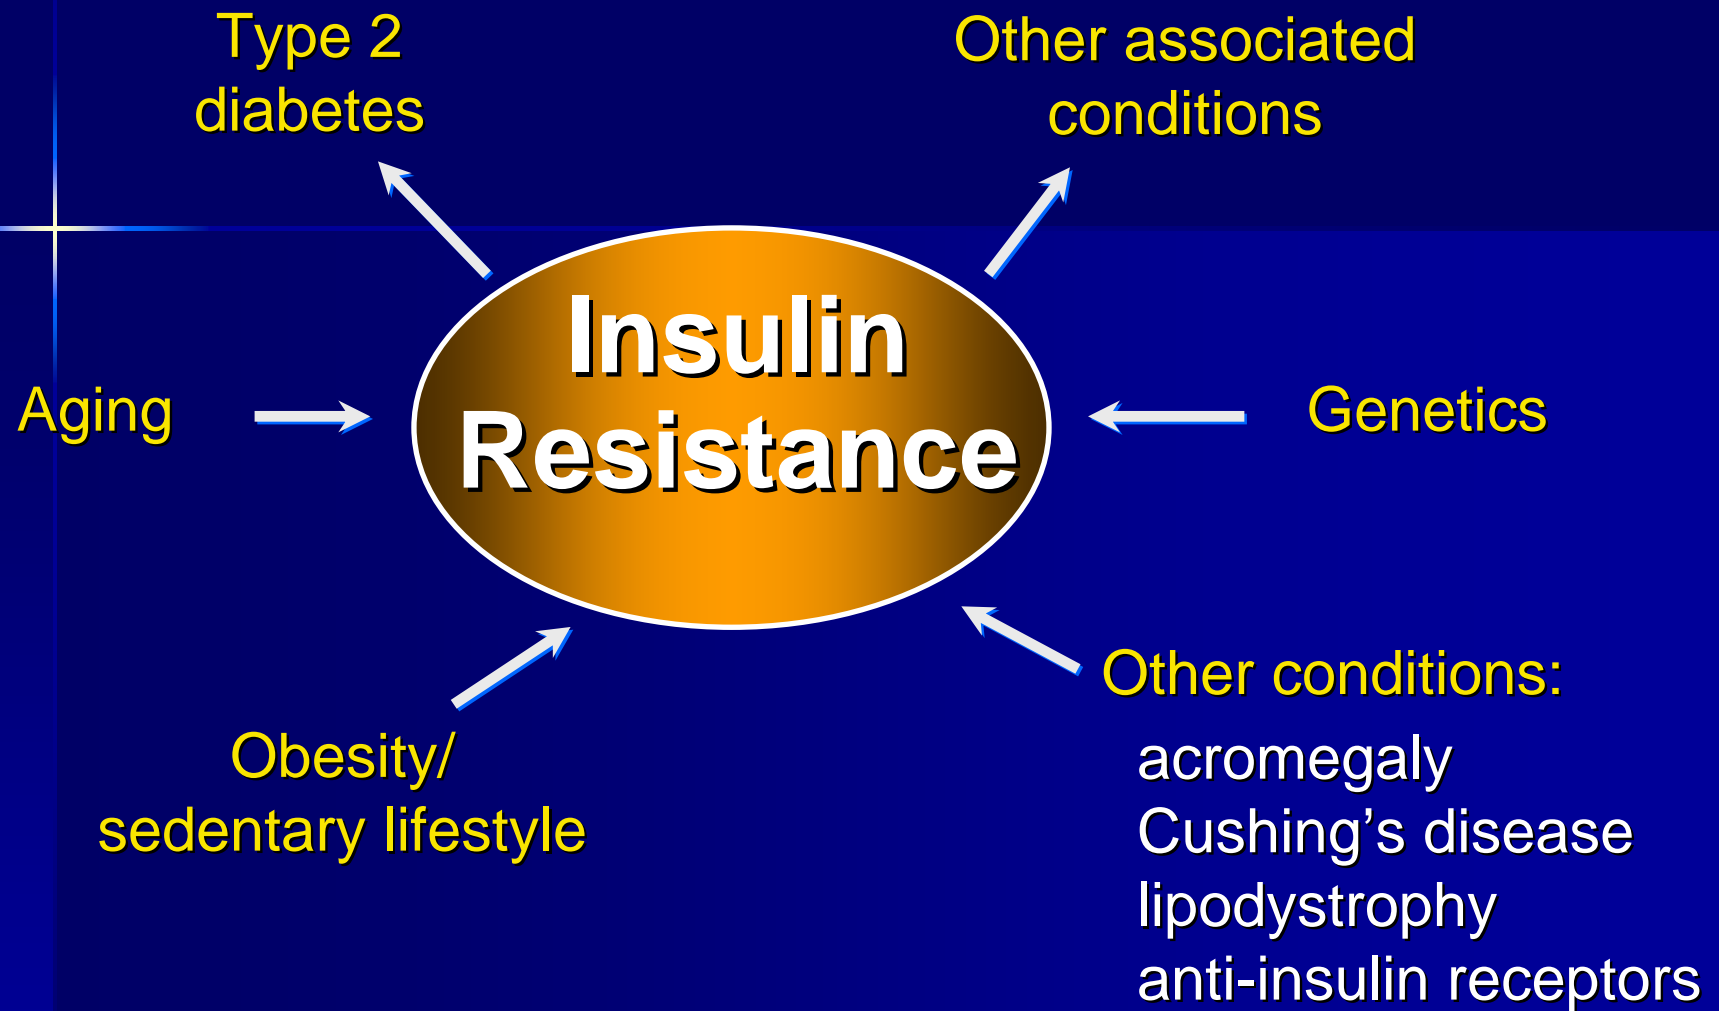 Type 2
diabetes
Other associated
conditions
Insulin
Resistance
Aging
Genetics
Obesity/
sedentary lifestyle
Other conditions:
acromegaly
Cushing’s disease
lipodystrophy
anti-insulin receptors